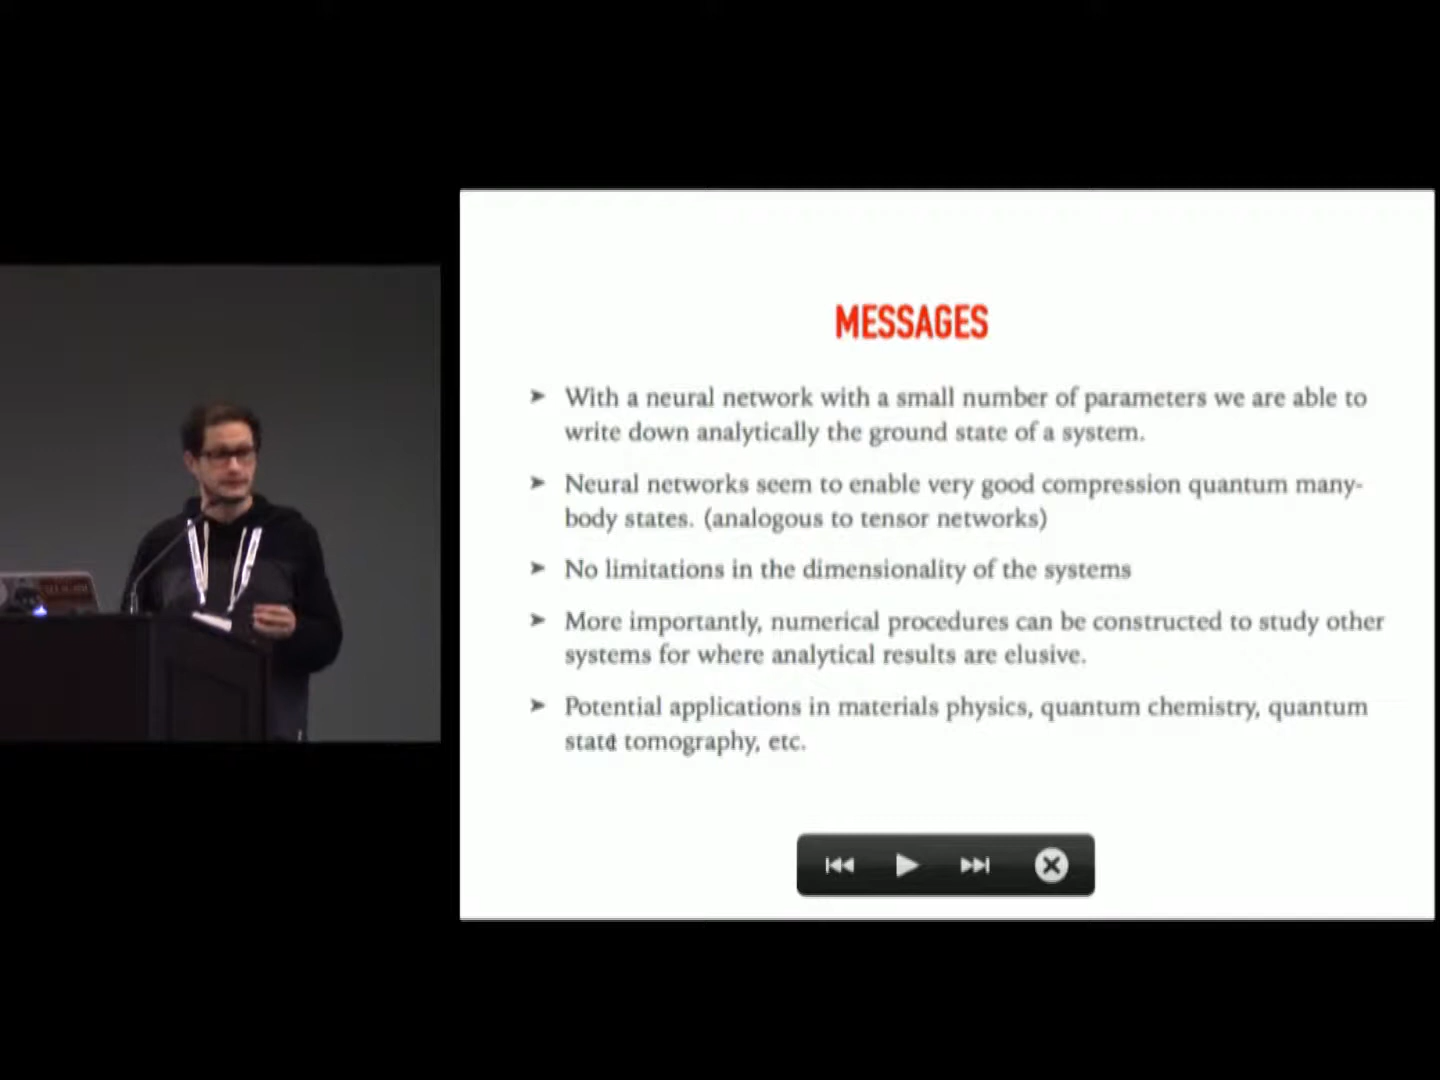 MESSAGES
➤ With a neural network with a small number of parameters we are able to
write down analytically the ground state of a system.
➤ Neural networks seem to enable very good compression quantum many-
body states. (analogous to tensor networks)
➤ No limitations in the dimensionality of the systems
➤ More importantly, numerical procedures can be constructed to study other
systems for where analytical results are elusive.
➤ Potential applications in materials physics, quantum chemistry, quantum
state tomography, etc.